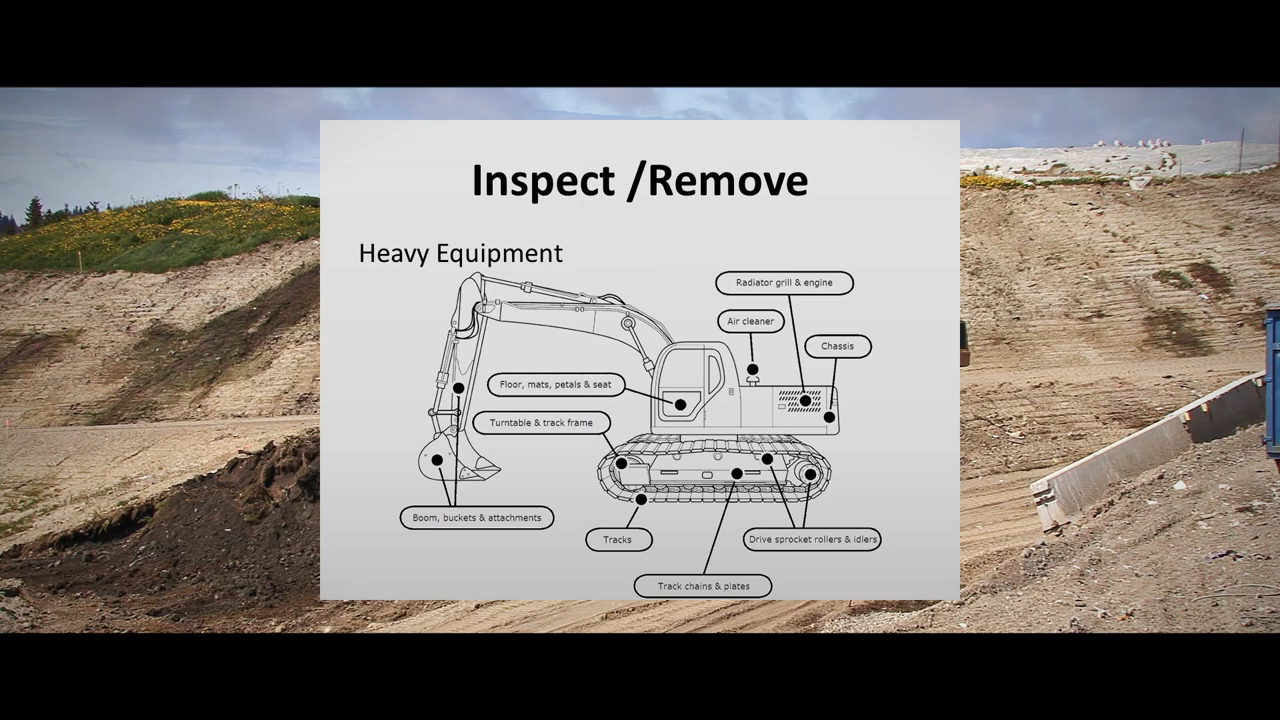 Inspect /Remove
Heavy Equipment
Radiator grill & engine
Air cleaner
Chassis
Floor, mats, petals & seat
Turntable & track frame
Boom, buckets & attachments
Tracks
Drive sprocket rollers & idlers
Track chains & plates